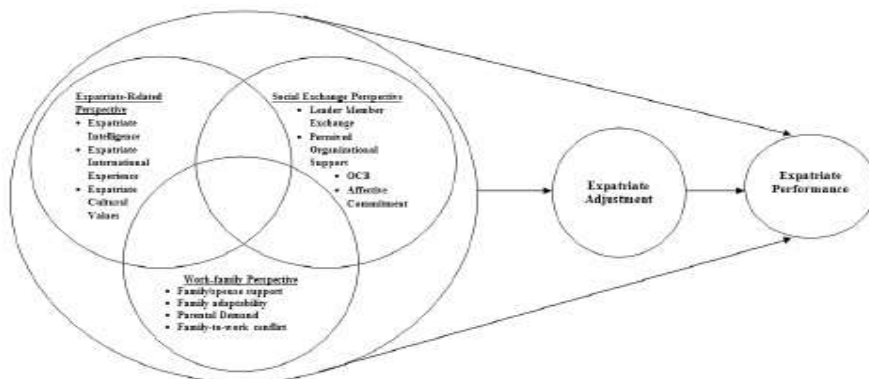 Expatriate-Related
Perspective
• Expatriate
Intelligence
• Expatriate
International
Experience
• Expatriate
Cultural
Values
Social Exchange Perspective
• Leader Member
Exchange
• Perceived
Organizational
Support
• OCB
• Affective
Commitment
Work-family Perspective
• Family/spouse support
• Family adaptability
• Parental Demand
• Family-to-work conflict
Expatriate
Adjustment
Expatriate
Performance